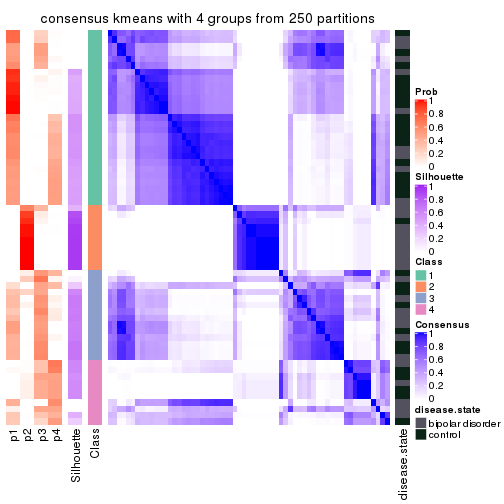 consensus kmeans with 4 groups from 250 partitions
Prob
1
0.8
0.6
0.4
0.2
0
Silhouette
1
0.8
0.6
0.4
0.2
0
Class
1
2
3
4
Consensus
1
0.8
0.6
0.4
0.2
0
disease.state
bipolar disorder
control
p1
p2
p3
p4
Silhouette
Class
disease.state